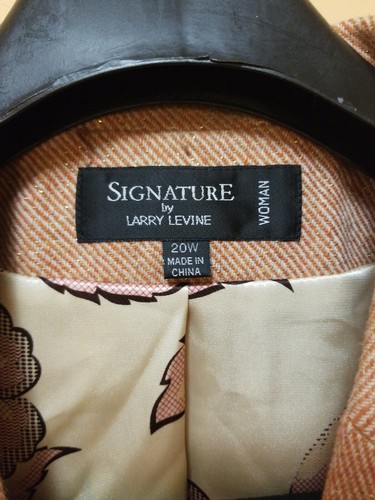 SIGNATURE
by
LARRY LEVINE
WOMAN
20W
MADE IN
CHINA